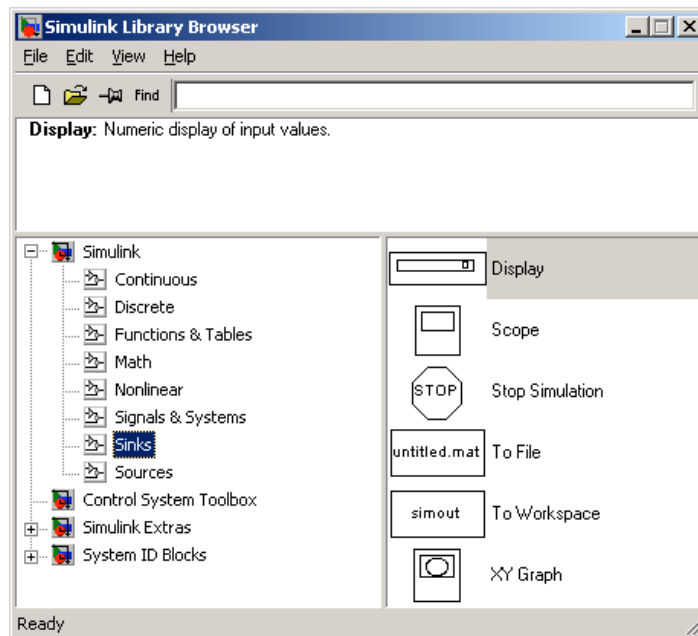 Simulink Library Browser
File Edit View Help
Find
Display: Numeric display of input values.
Simulink
Continuous
Discrete
Functions & Tables
Math
Nonlinear
Signals & Systems
Sinks
Sources
Control System Toolbox
Simulink Extras
System ID Blocks
Display
Scope
STOP Stop Simulation
untitled.mat To File
simout To Workspace
XY Graph
Ready